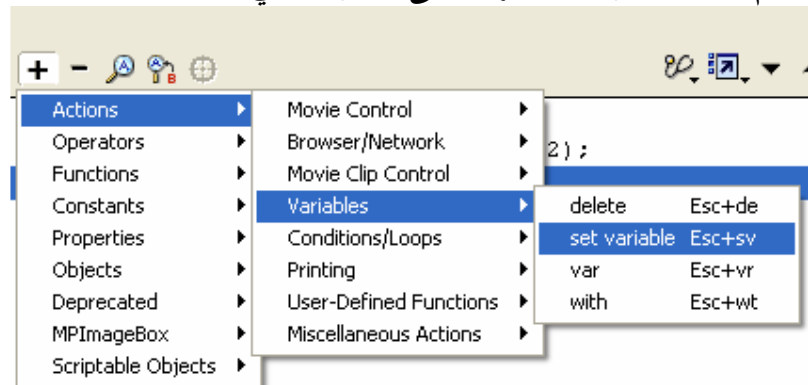 Actions
Operators
Functions
Constants
Properties
Objects
Deprecated
MPImageBox
Scriptable Objects
Movie Control
Browser/Network
Movie Clip Control
Variables
Conditions/Loops
Printing
User-Defined Functions
Miscellaneous Actions
2);
delete Esc+de
set variable Esc+sv
var Esc+vr
with Esc+wt